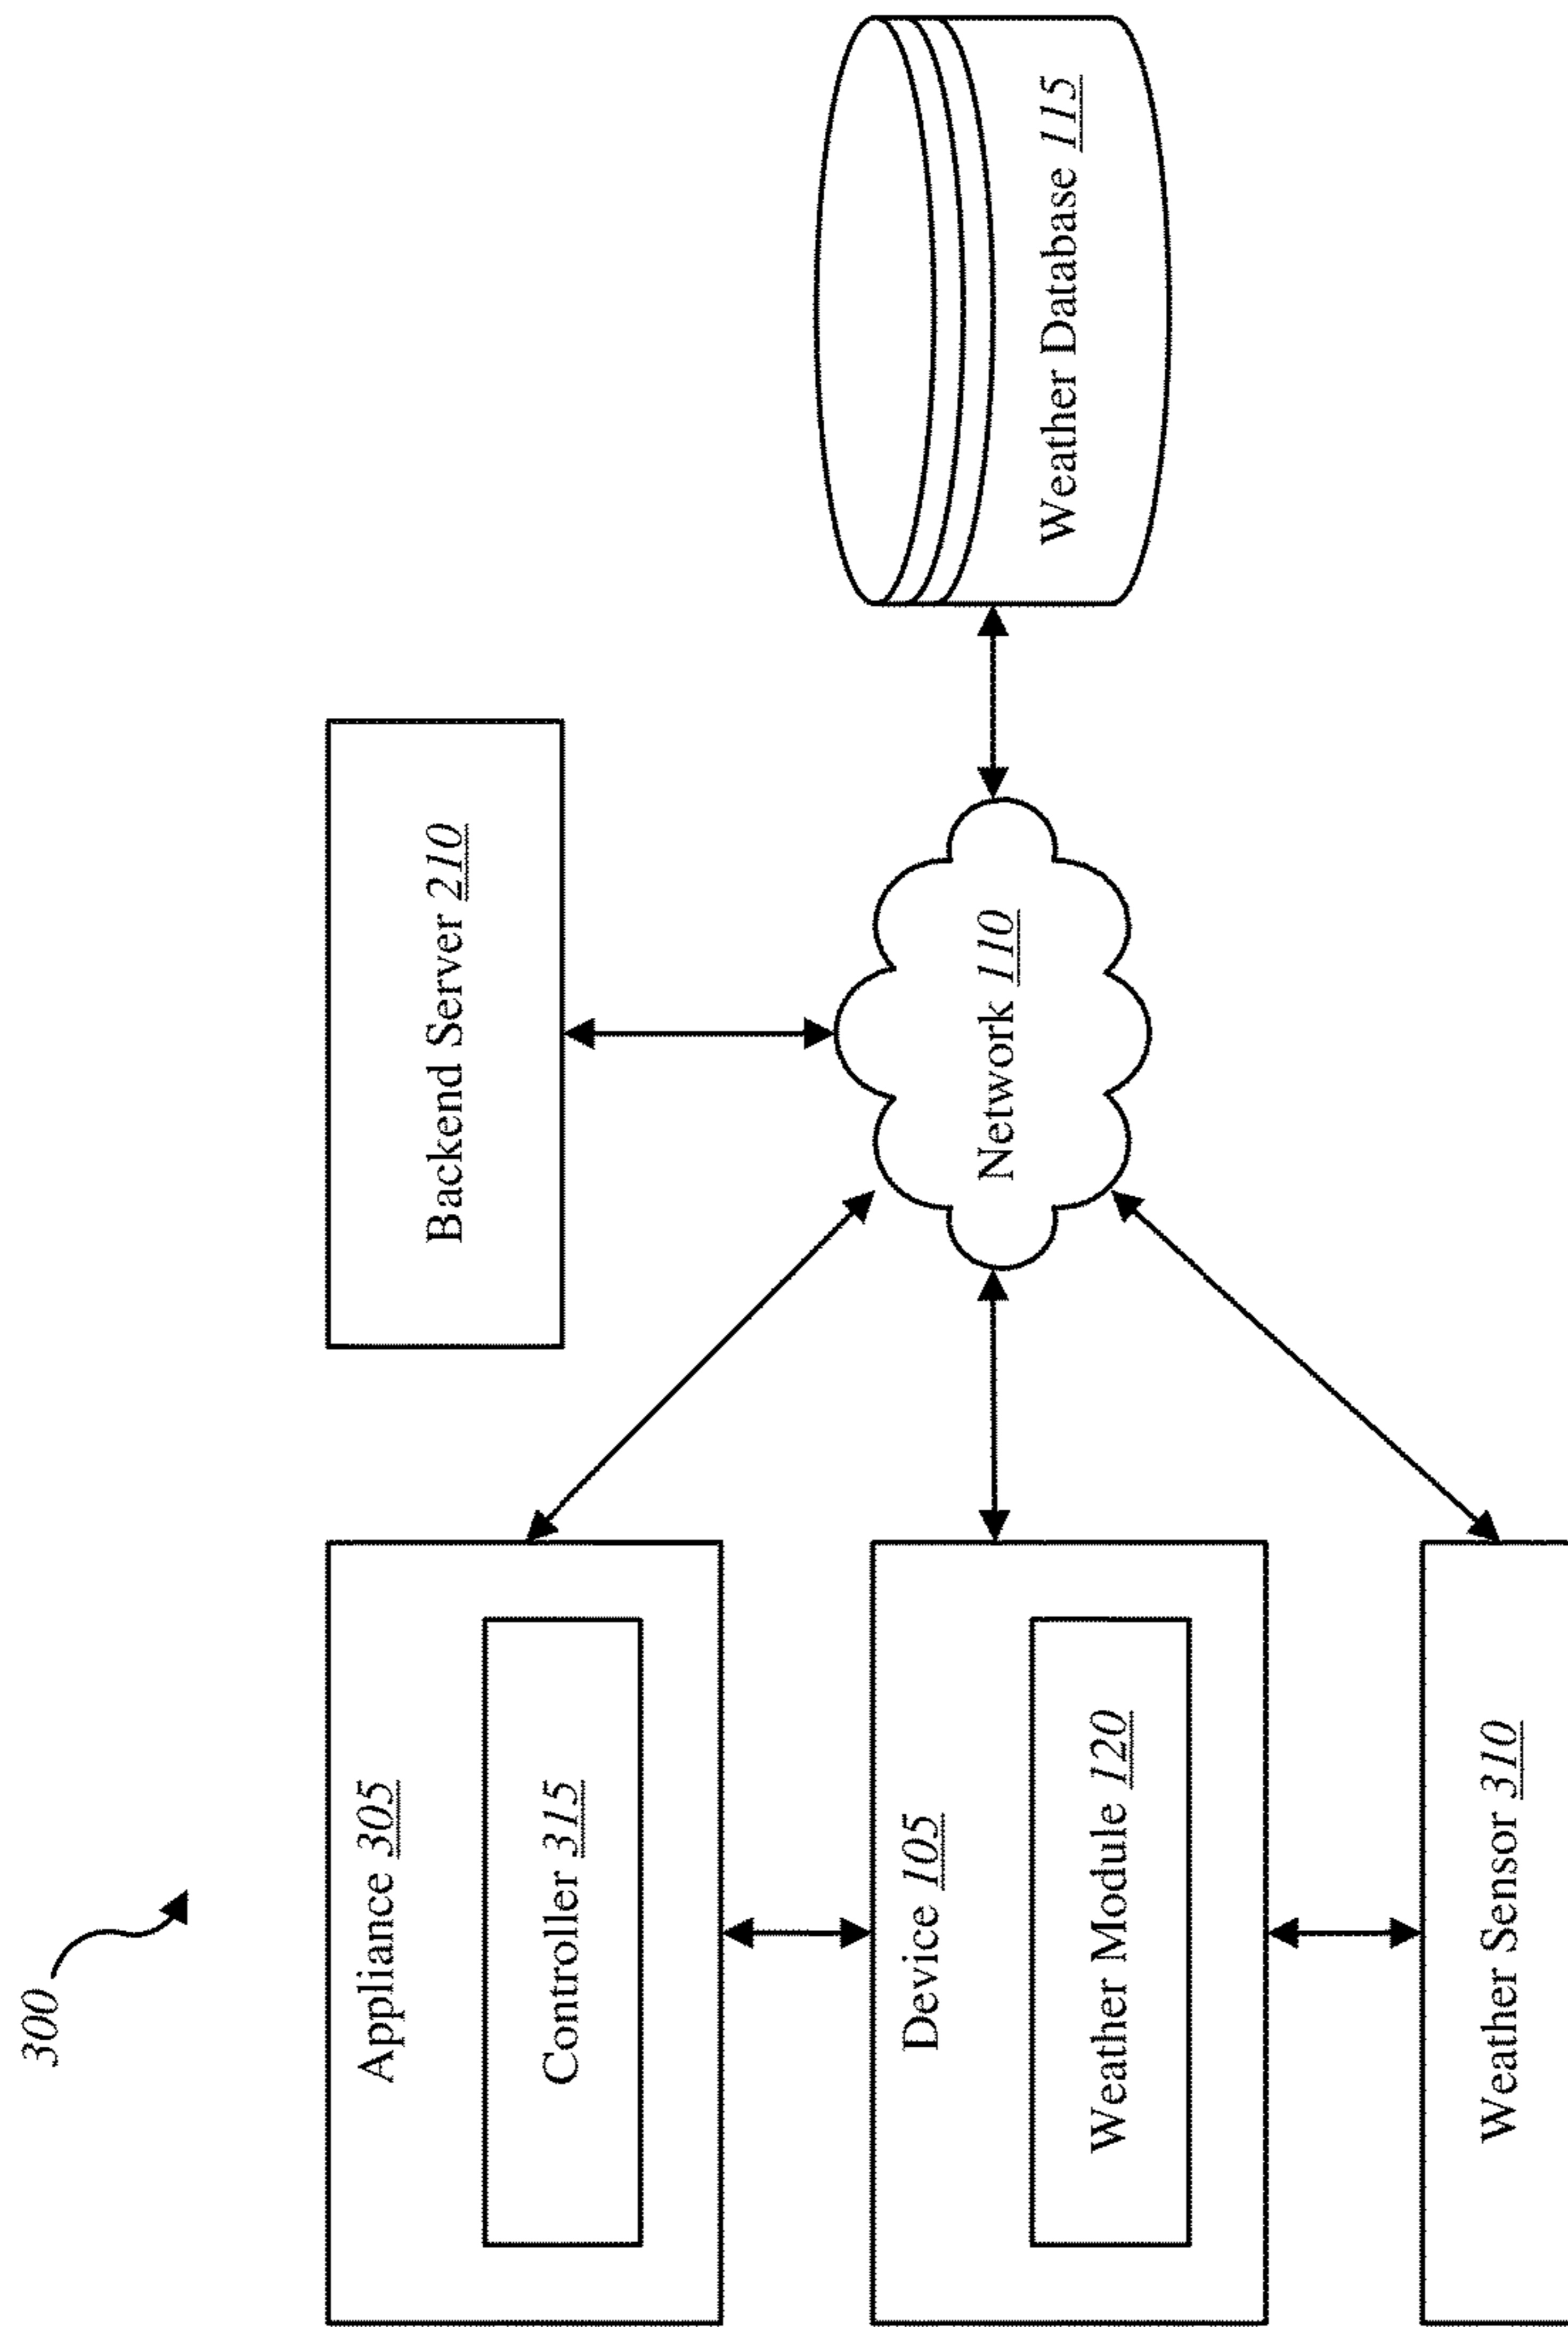 300
Appliance 305
Controller 315
Device 105
Weather Module 120
Weather Sensor 310
Backend Server 210
Network 110
Weather Database 115